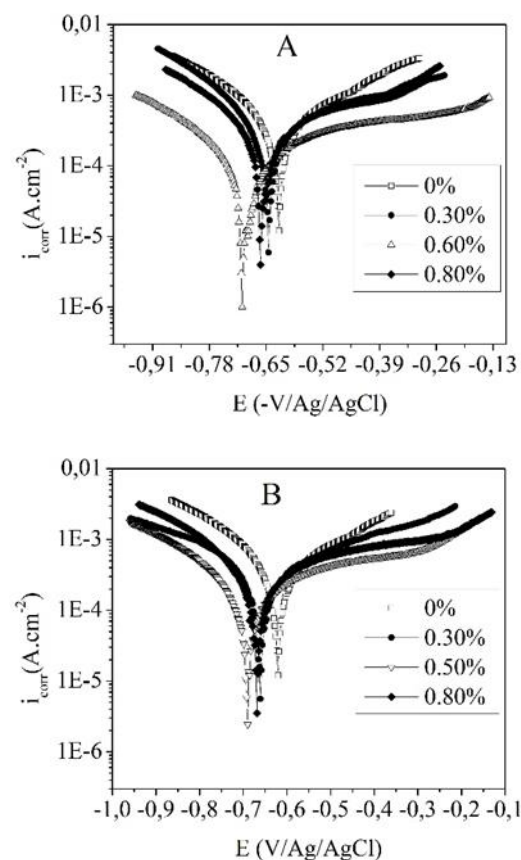 A
0,01
1E-3
1E-4
1E-5
1E-6
i_corr(A.cm⁻²)
0%
0.30%
0.60%
0.80%
-0,91 -0,78 -0,65 -0,52 -0,39 -0,26 -0,13
E (-V/Ag/AgCl)
B
0,01
1E-3
1E-4
1E-5
1E-6
i_corr(A.cm⁻²)
0%
0.30%
0.50%
0.80%
-1,0 -0,9 -0,8 -0,7 -0,6 -0,5 -0,4 -0,3 -0,2 -0,1
E (V/Ag/AgCl)